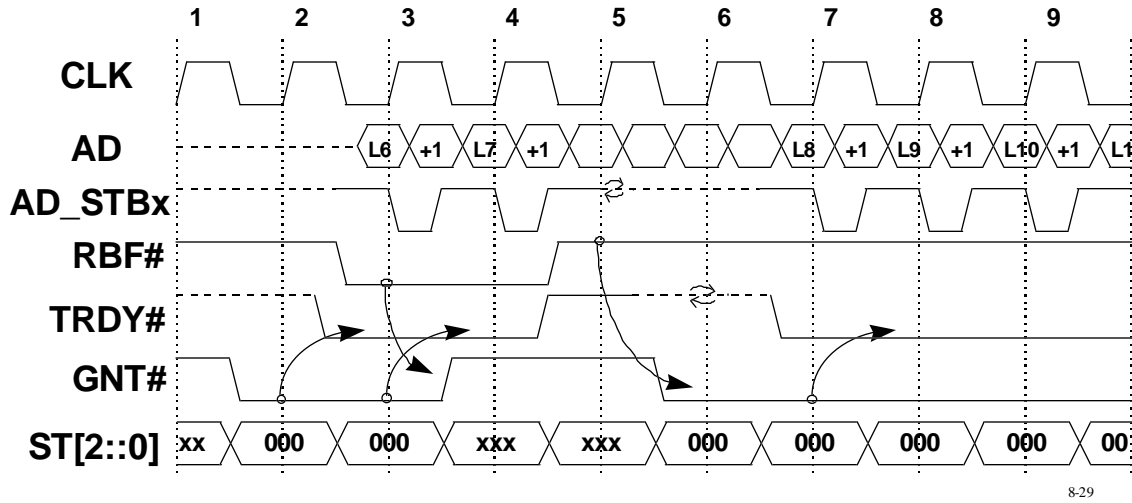 1 2 3 4 5 6 7 8 9
CLK
AD L6 +1 L7 +1 L8 +1 L9 +1 L10 +1 L1
AD_STBx
RBF#
TRDY#
GNT#
ST[2::0] xx 000 000 xxx xxx 000 000 000 000 00
8-29